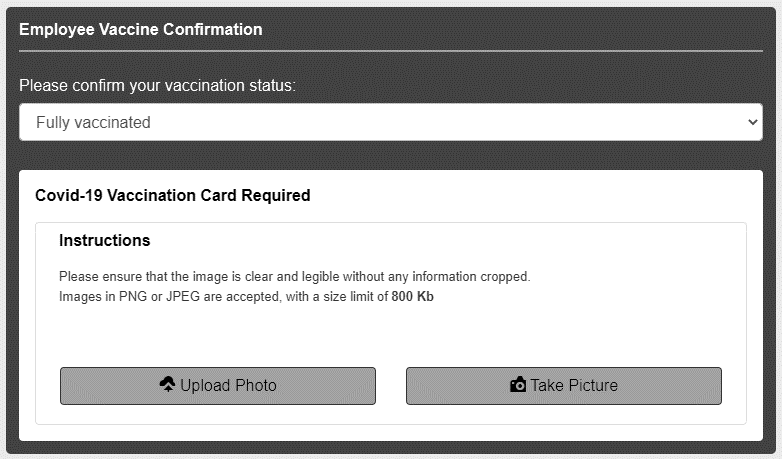 Employee Vaccine Confirmation
Please confirm your vaccination status:
Fully vaccinated
Covid-19 Vaccination Card Required
Instructions
Please ensure that the image is clear and legible without any information cropped.
Images in PNG or JPEG are accepted, with a size limit of 800 Kb
Upload Photo
Take Picture